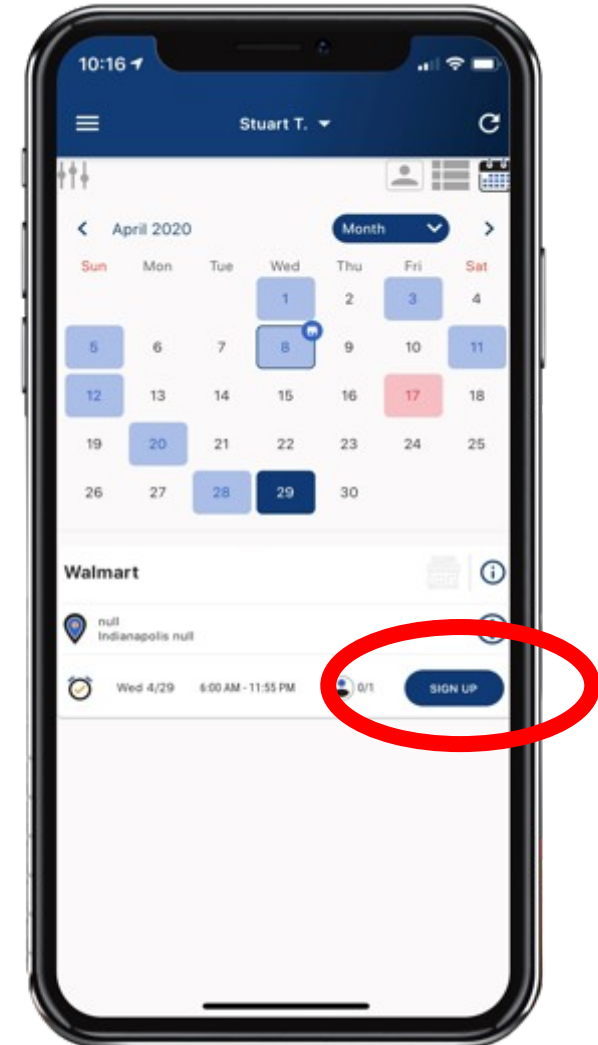 10:16
Stuart T.
April 2020
Month
Sun Mon Tue Wed Thu Fri Sat
1 2 3 4
5 6 7 8 9 10 11
12 13 14 15 16 17 18
19 20 21 22 23 24 25
26 27 28 29 30
Walmart
null
Indianapolis null
Wed 4/29 6:00 AM - 11:55 PM 0/1 SIGN UP